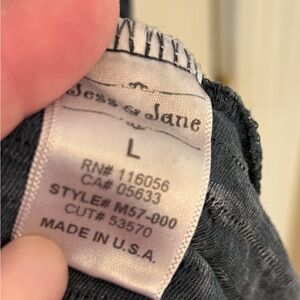 Jess & Jane
L
RN# 116056
CA# 05633
STYLE# M57-000
CUT# 53570
MADE IN U.S.A.